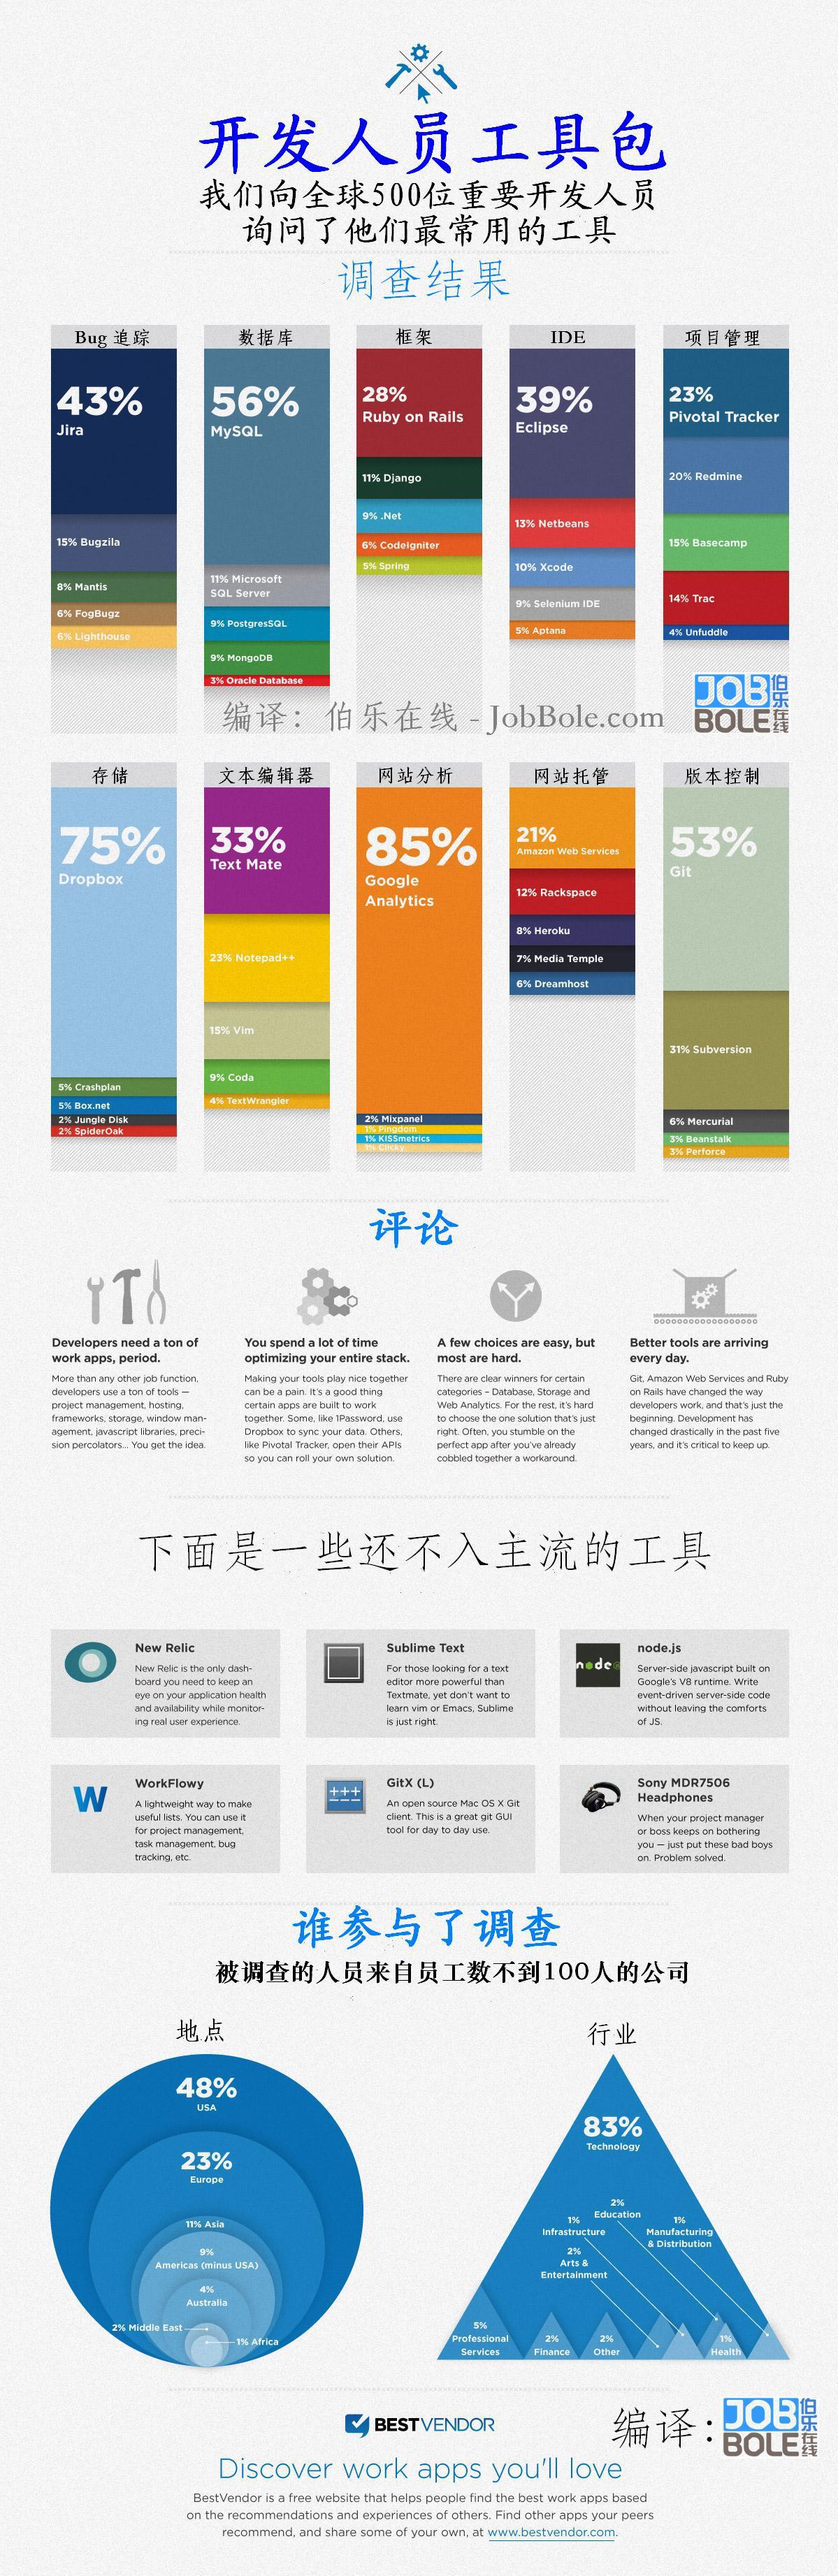 开发人员工具包
我们向全球500位重要开发人员
询问了他们最常用的工具
调查结果
Bug 追踪
43%
Jira
15% Bugzila
8% Mantis
6% FogBugz
6% Lighthouse
数据库
56%
MySQL
11% Microsoft
SQL Server
9% PostgresSQL
9% MongoDB
3% Oracle Database
框架
28%
Ruby on Rails
11% Django
9% .Net
6% CodeIgniter
5% Spring
IDE
39%
Eclipse
13% Netbeans
10% Xcode
9% Selenium IDE
5% Aptana
项目管理
23%
Pivotal Tracker
20% Redmine
15% Basecamp
14% Trac
4% Unfuddle
编译：伯乐在线 - JobBole.com
JOB伯乐
BOLE在线
存储
75%
Dropbox
5% Crashplan
5% Box.net
2% Jungle Disk
2% SpiderOak
文本编辑器
33%
Text Mate
23% Notepad++
15% Vim
9% Coda
4% TextWrangler
网站分析
85%
Google
Analytics
2% Mixpanel
1% Pingdom
1% KISSmetrics
1% Clicky
网站托管
21%
Amazon Web Services
12% Rackspace
8% Heroku
7% Media Temple
6% Dreamhost
版本控制
53%
Git
31% Subversion
6% Mercurial
3% Beanstalk
3% Perforce
评论
Developers need a ton of
work apps, period.
More than any other job function,
developers use a ton of tools —
project management, hosting,
frameworks, storage, window man-
agement, javascript libraries, preci-
sion percolators... You get the idea.
You spend a lot of time
optimizing your entire stack.
Making your tools play nice together
can be a pain. It's a good thing
certain apps are built to work
together. Some, like 1Password, use
Dropbox to sync your data. Others,
like Pivotal Tracker, open their APIs
so you can roll your own solution.
A few choices are easy, but
most are hard.
There are clear winners for certain
categories – Database, Storage and
Web Analytics. For the rest, it's hard
to choose the one solution that's just
right. Often, you stumble on the
perfect app after you've already
cobbled together a workaround.
Better tools are arriving
every day.
Git, Amazon Web Services and Ruby
on Rails have changed the way
developers work, and that's just the
beginning. Development has
changed drastically in the past five
years, and it's critical to keep up.
下面是一些还不入主流的工具
New Relic
New Relic is the only dash-
board you need to keep an
eye on your application health
and availability while monitor-
ing real user experience.
Sublime Text
For those looking for a text
editor more powerful than
Textmate, yet don't want to
learn vim or Emacs, Sublime
is just right.
node
node.js
Server-side javascript built on
Google's V8 runtime. Write
event-driven server-side code
without leaving the comforts
of JS.
W
WorkFlowy
A lightweight way to make
useful lists. You can use it
for project management,
task management, bug
tracking, etc.
+++
GitX (L)
An open source Mac OS X Git
client. This is a great git GUI
tool for day to day use.
Sony MDR7506
Headphones
When your project manager
or boss keeps on bothering
you — just put these bad boys
on. Problem solved.
谁参与了调查
被调查的人员来自员工数不到100人的公司
地点
48%
USA
23%
Europe
11% Asia
9%
Americas (minus USA)
4%
Australia
2% Middle East
1% Africa
行业
83%
Technology
2%
Education
1%
Infrastructure
1%
Manufacturing
& Distribution
2%
Arts &
Entertainment
5%
Professional
Services
2%
Finance
2%
Other
1%
Health
BESTVENDOR
编译：
JOB伯乐
BOLE在线
Discover work apps you'll love
BestVendor is a free website that helps people find the best work apps based
on the recommendations and experiences of others. Find other apps your peers
recommend, and share some of your own, at www.bestvendor.com.